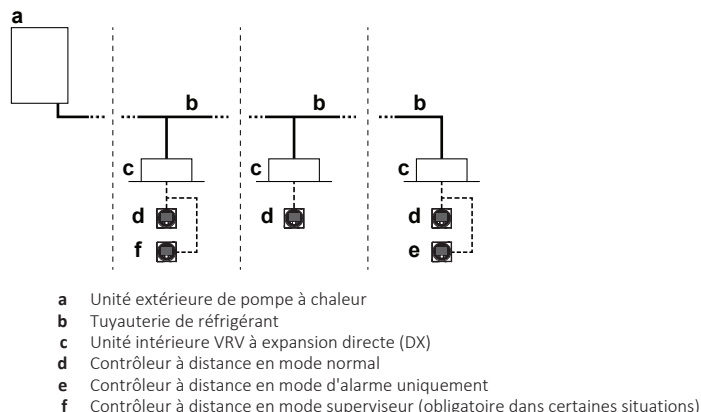 a
b b b
c c c
d d d
f e
a Unité extérieure de pompe à chaleur
b Tuyauterie de réfrigérant
c Unité intérieure VRV à expansion directe (DX)
d Contrôleur à distance en mode normal
e Contrôleur à distance en mode d'alarme uniquement
f Contrôleur à distance en mode superviseur (obligatoire dans certaines situations)